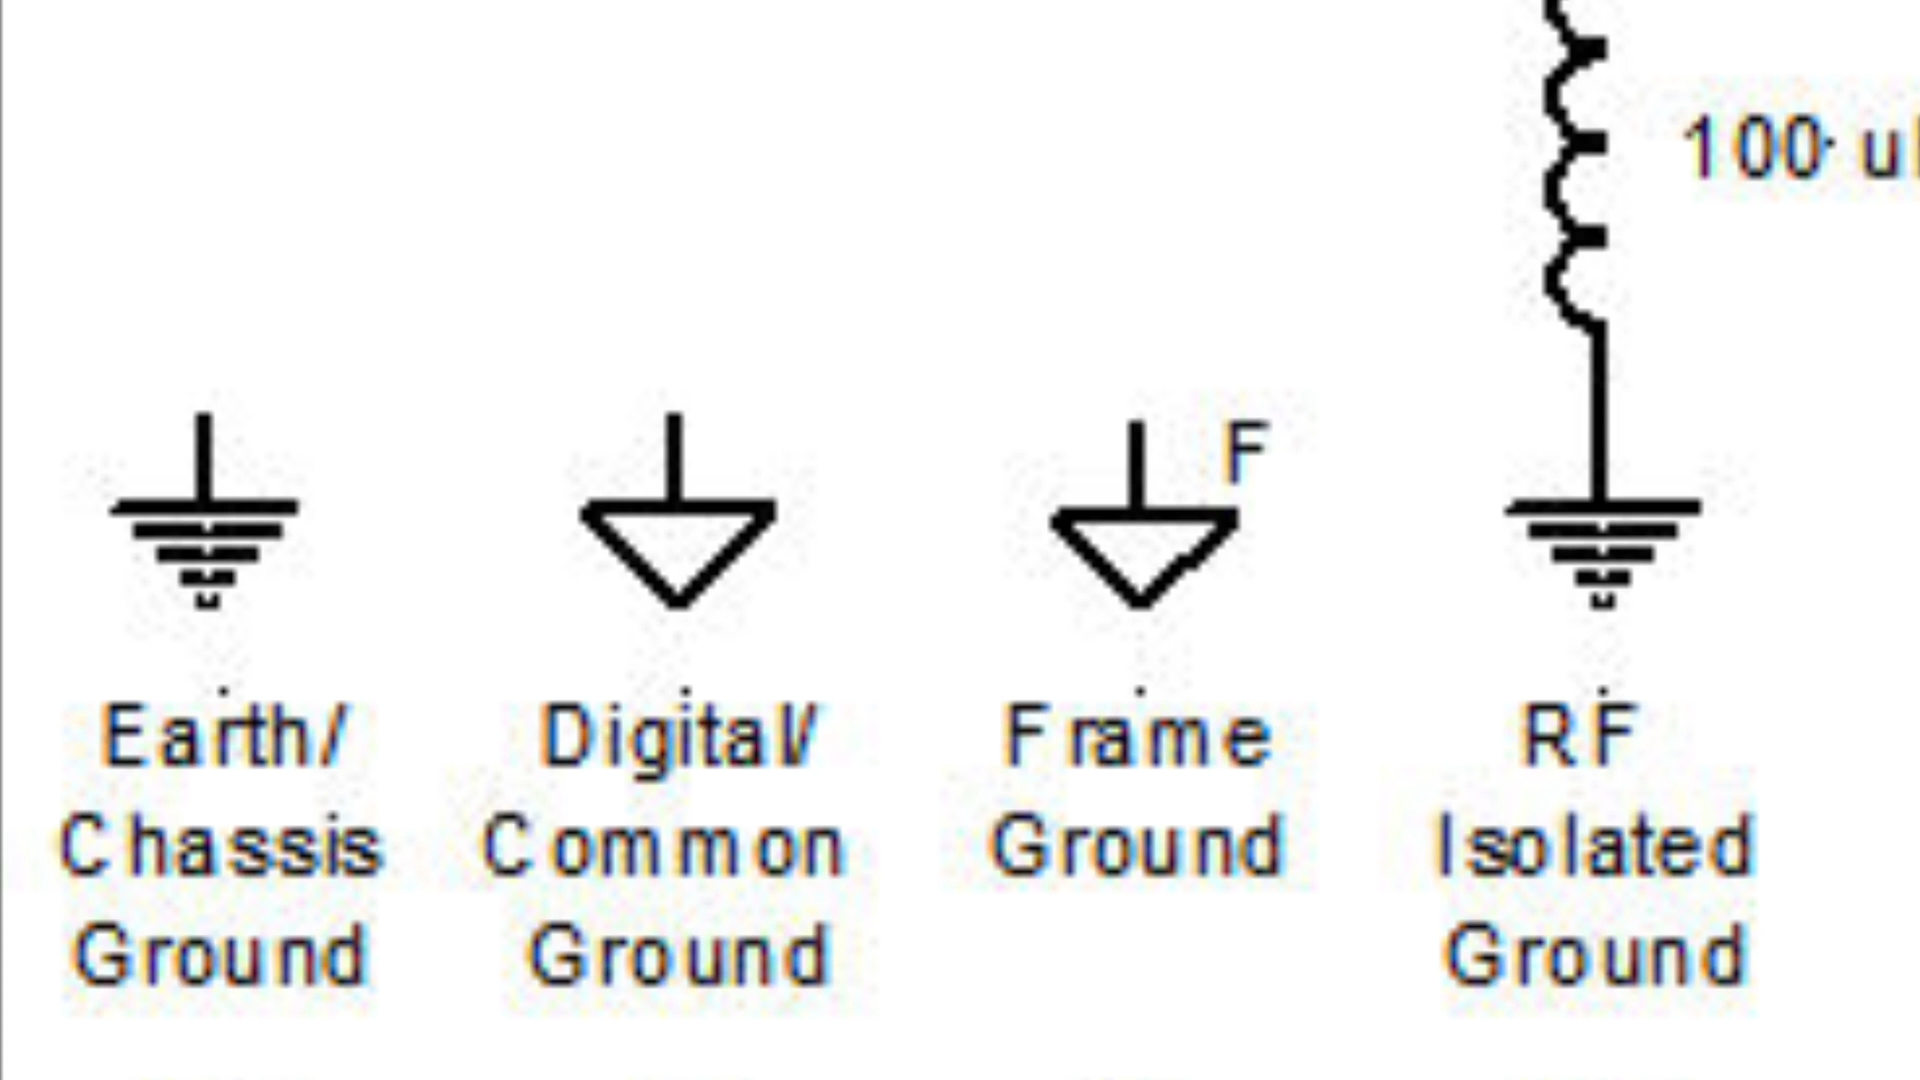 100 u
F
Earth/
Chassis
Ground
Digital/
Common
Ground
Frame
Ground
RF
Isolated
Ground